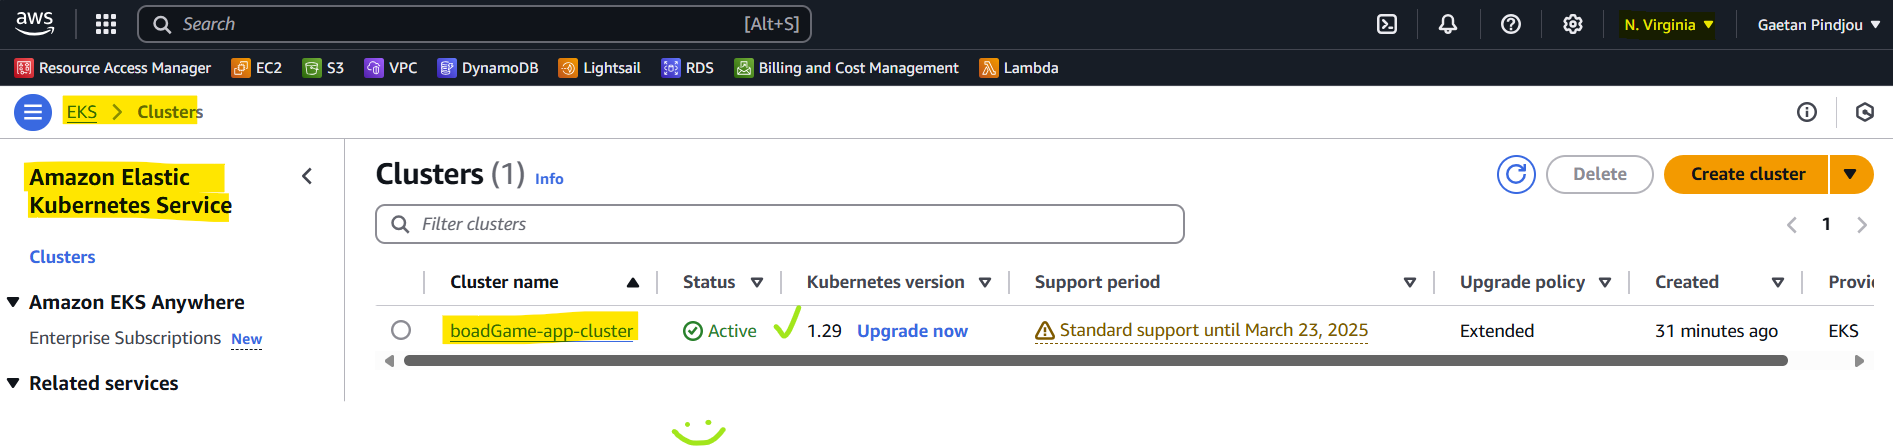 aws Search [Alt+S] N. Virginia Gaetan Pindjou
Resource Access Manager EC2 S3 VPC DynamoDB Lightsail RDS Billing and Cost Management Lambda
EKS Clusters
Amazon Elastic
Kubernetes Service
Clusters
Amazon EKS Anywhere
Enterprise Subscriptions New
Related services
Clusters (1) Info Delete Create cluster
Filter clusters 1
Cluster name Status Kubernetes version Support period Upgrade policy Created Provi
boadGame-app-cluster Active 1.29 Upgrade now Standard support until March 23, 2025 Extended 31 minutes ago EKS